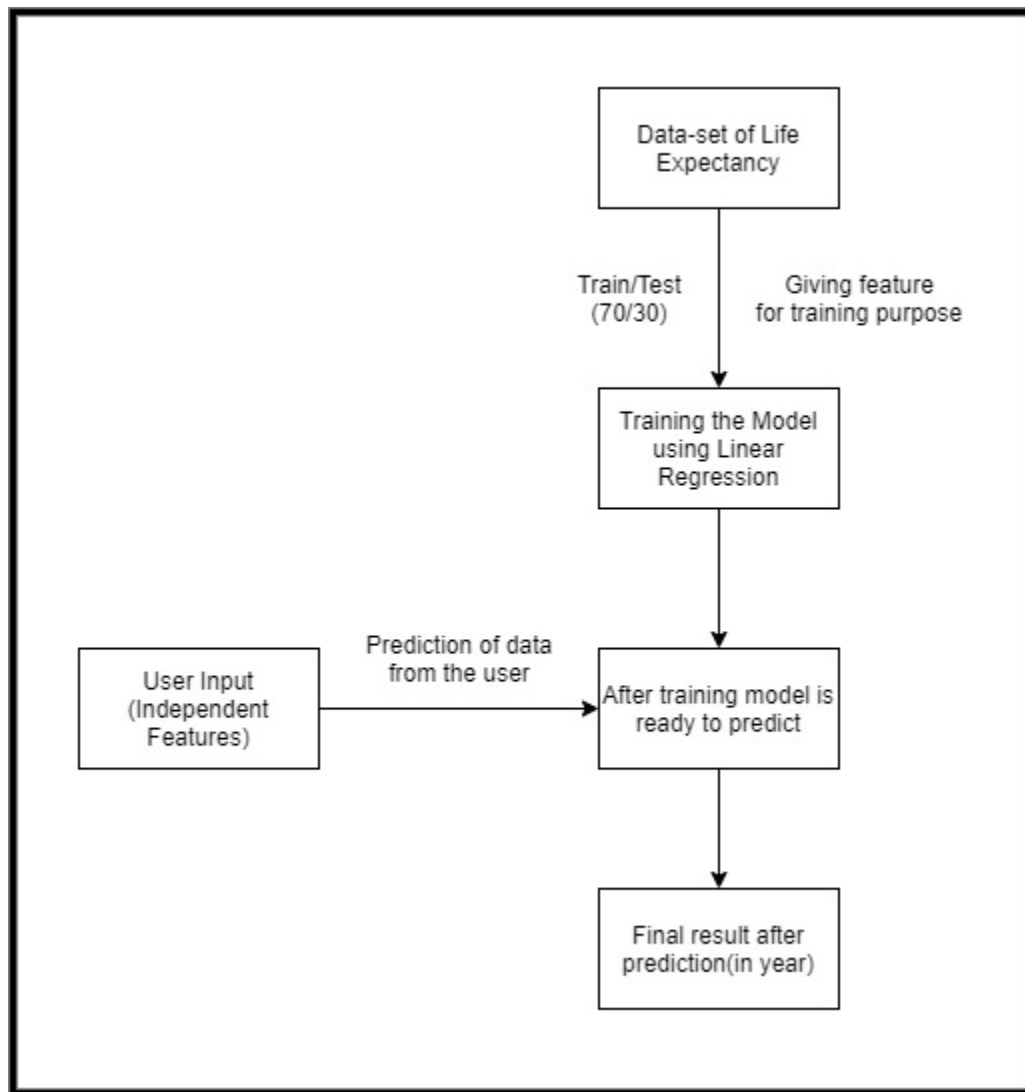 Data-set of Life
Expectancy
Train/Test
(70/30)
Giving feature
for training purpose
Training the Model
using Linear
Regression
User Input
(Independent
Features)
Prediction of data
from the user
After training model is
ready to predict
Final result after
prediction(in year)